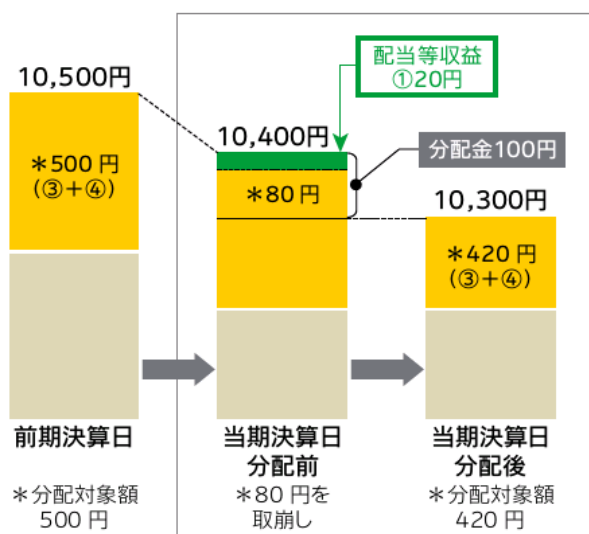 10,500円
＊500 円
(③＋④)
前期決算日
＊分配対象額
500 円
配当等収益
①20円
10,400円
分配金100円
＊80 円
当期決算日
分配前
＊80 円を
取崩し
10,300円
＊420 円
(③＋④)
当期決算日
分配後
＊分配対象額
420 円